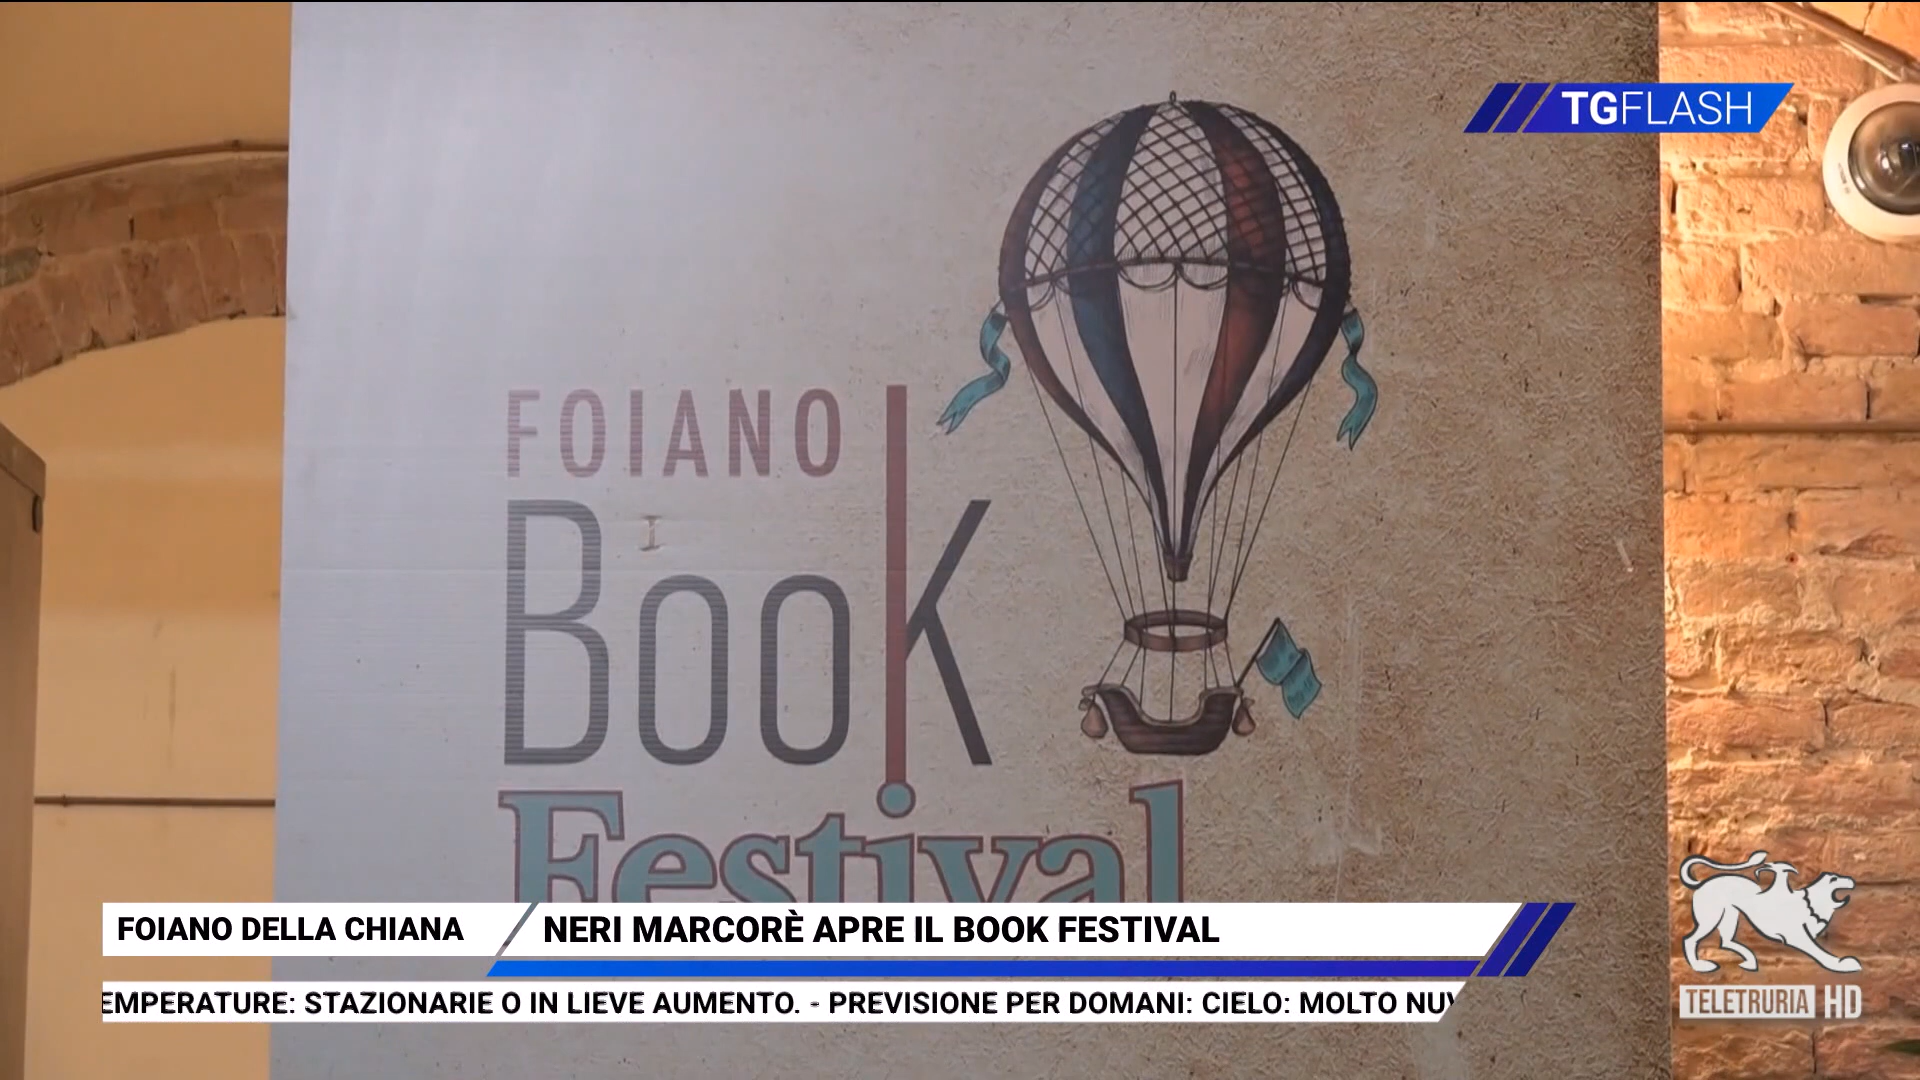 TGFLASH
FOIANO
Book
Festival
FOIANO DELLA CHIANA
NERI MARCORÈ APRE IL BOOK FESTIVAL
EMPERATURE: STAZIONARIE O IN LIEVE AUMENTO. - PREVISIONE PER DOMANI: CIELO: MOLTO NUV
TELETRURIA HD